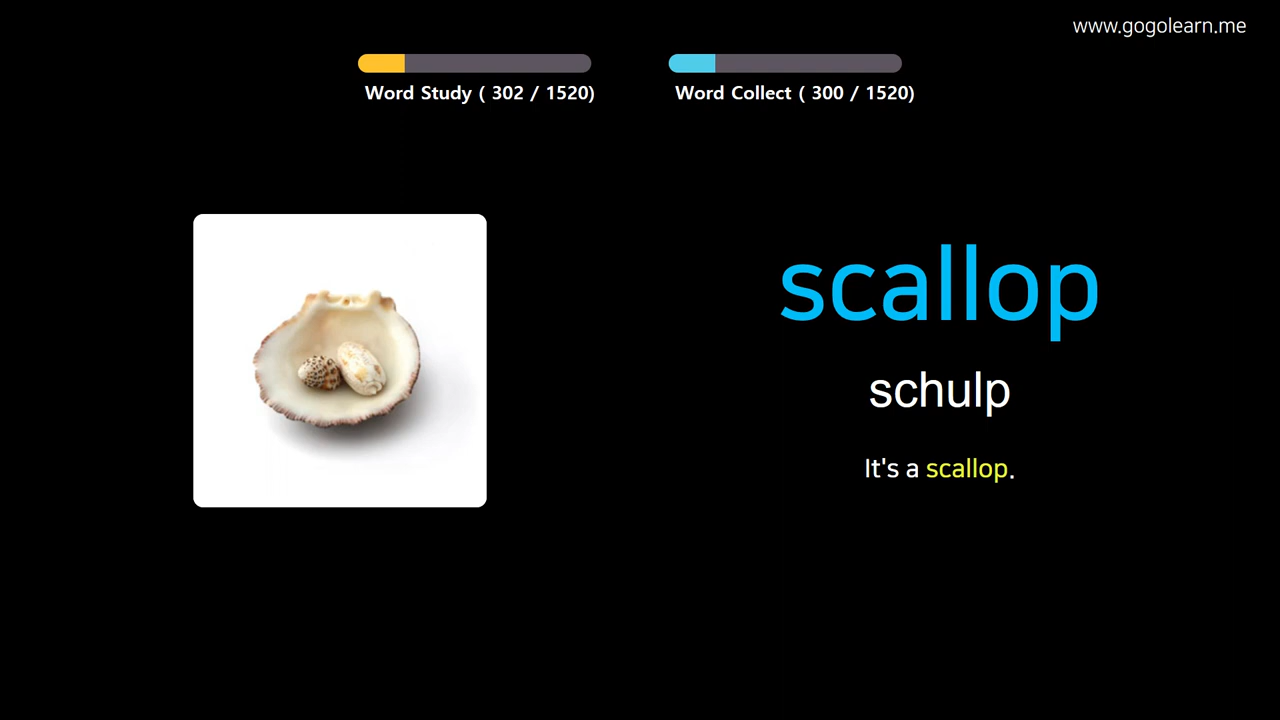 www.gogolearn.me
Word Study ( 302 / 1520)
Word Collect ( 300 / 1520)
scallop
schulp
It's a scallop.